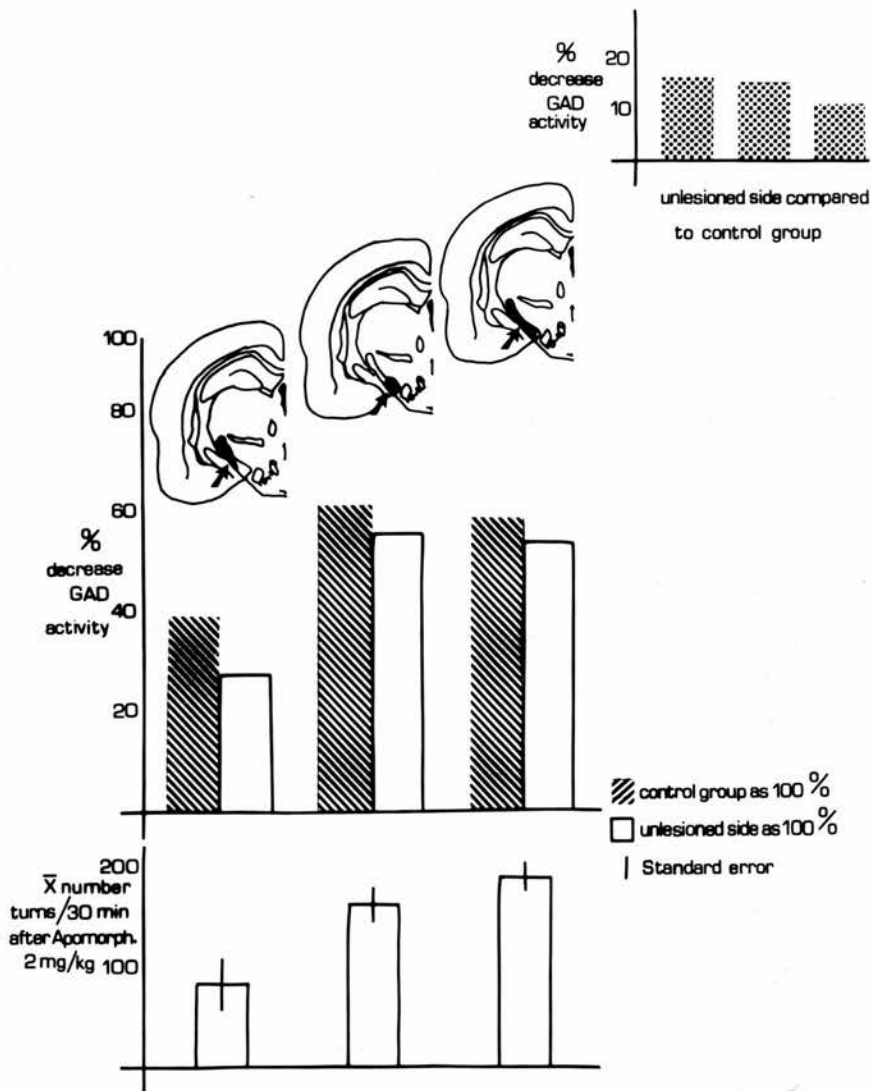 %
decrease
GAD
activity
20
10
unlesioned side compared
to control group
100
80
60
%
decrease
GAD
40
activity
20
control group as 100 %
unlesioned side as 100 %
Standard error
200
X̄ number
turns/30 min
after Apomorph.
2 mg/kg
100